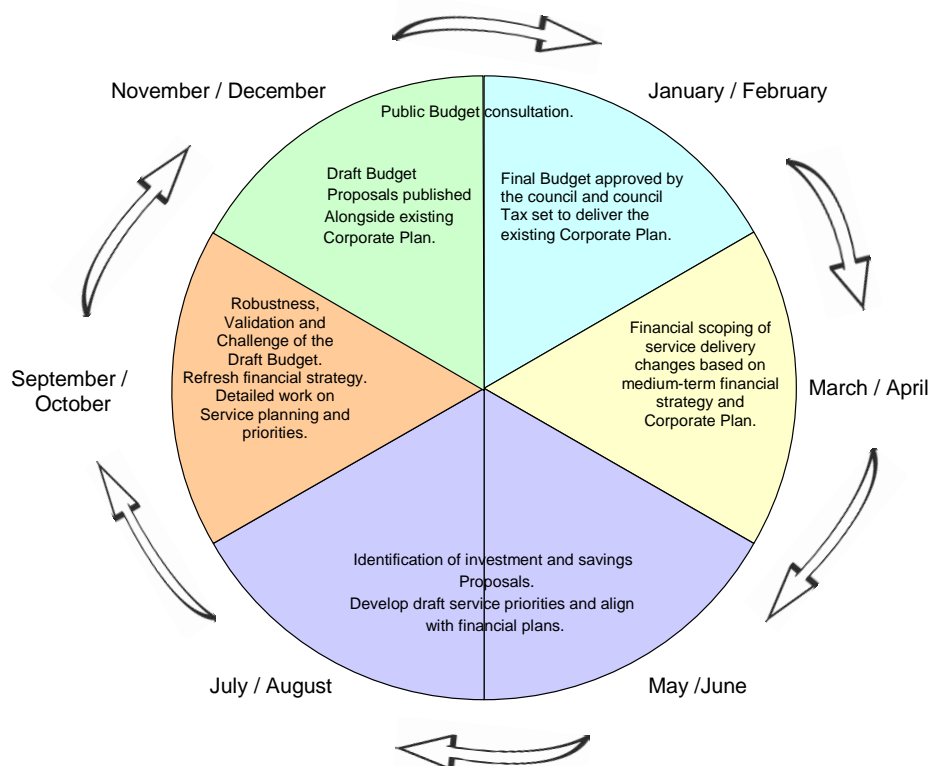 November / December
January / February
Public Budget consultation.
Draft Budget
Proposals published
Alongside existing
Corporate Plan.
Final Budget approved by
the council and council
Tax set to deliver the
existing Corporate Plan.
Robustness,
Validation and
Challenge of the
Draft Budget.
Refresh financial strategy.
Detailed work on
Service planning and
priorities.
Financial scoping of
service delivery
changes based on
medium-term financial
strategy and
Corporate Plan.
September /
October
March / April
Identification of investment and savings
Proposals.
Develop draft service priorities and align
with financial plans.
July / August
May /June